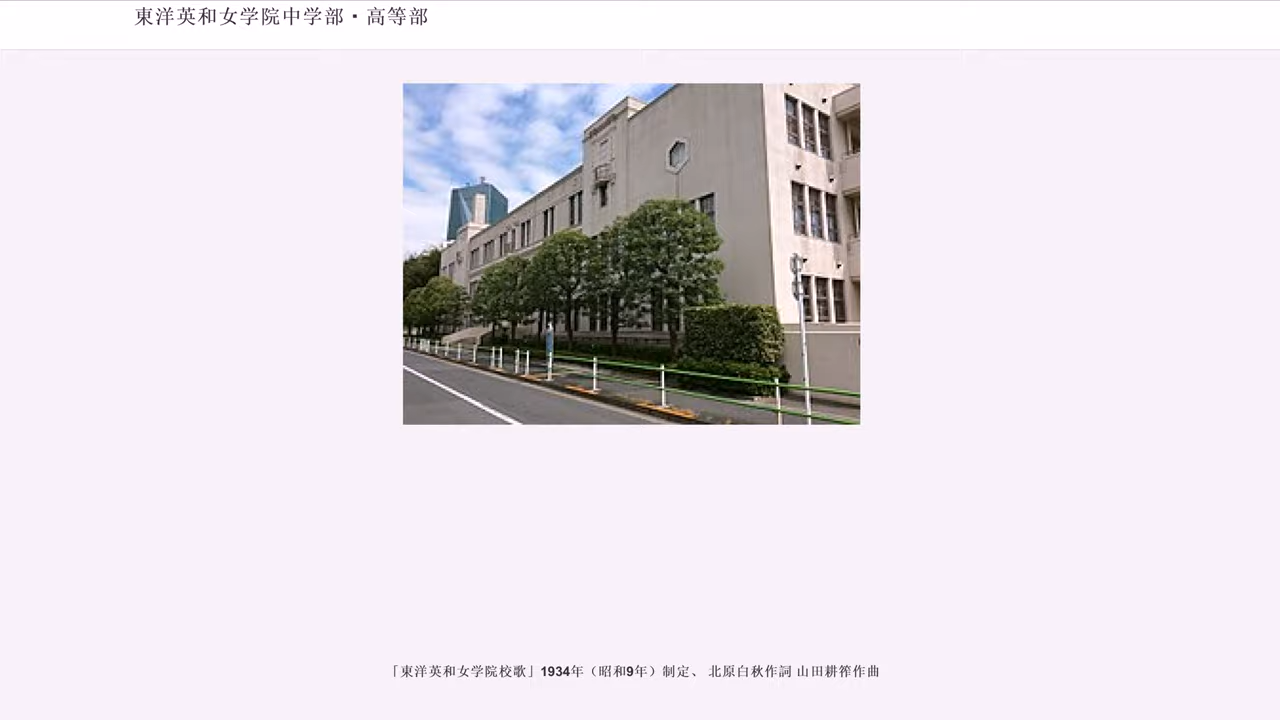 東洋英和女学院中学部・高等部
「東洋英和女学院校歌」1934年（昭和9年）制定、 北原白秋作詞 山田耕筰作曲